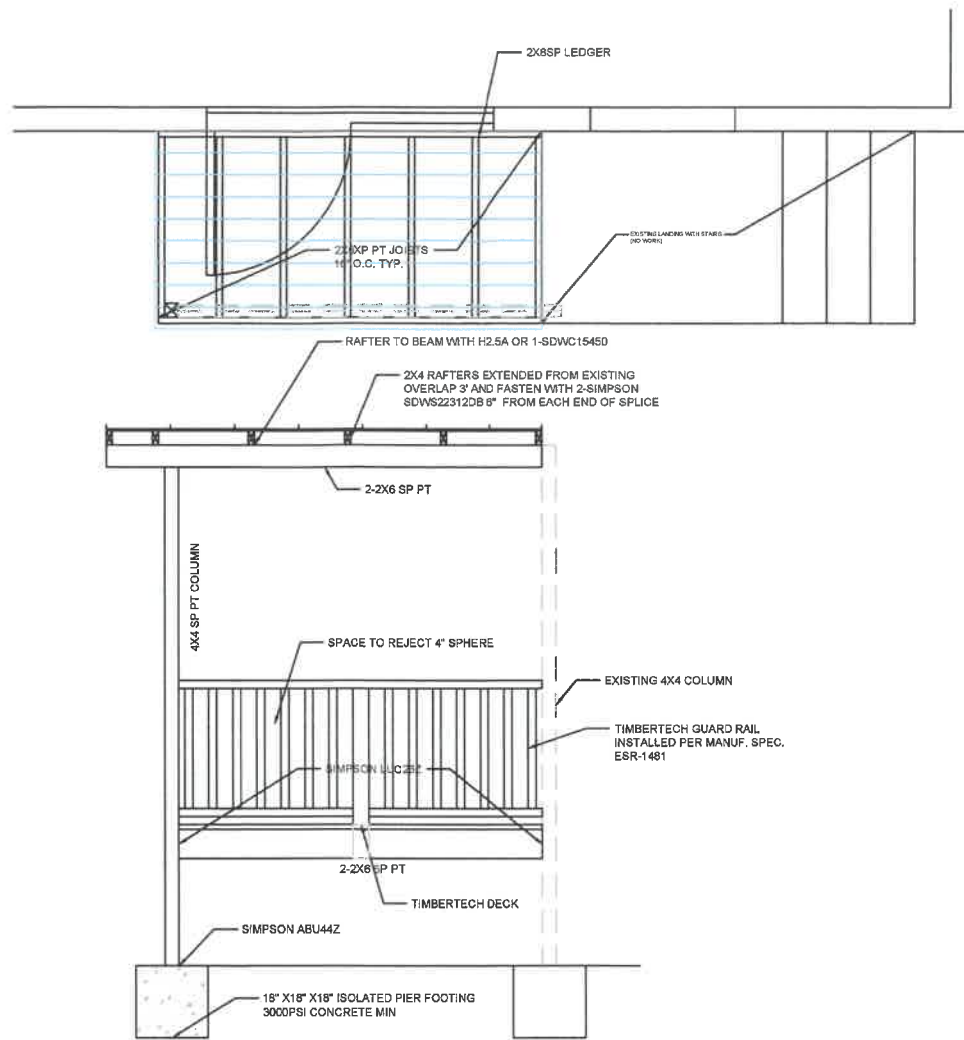 2X8SP LEDGER
EXISTING LANDING WITH STAIRS
(NO WORK)
PT JOISTS
O.C. TYP.
RAFTER TO BEAM WITH H2.5A OR 1-SDWC15450
2X4 RAFTERS EXTENDED FROM EXISTING
OVERLAP 3' AND FASTEN WITH 2-SIMPSON
SDWS22312DB 6" FROM EACH END OF SPLICE
2-2X6 SP PT
4X4 SP PT COLUMN
SPACE TO REJECT 4" SPHERE
EXISTING 4X4 COLUMN
TIMBERTECH GUARD RAIL
INSTALLED PER MANUF. SPEC.
ESR-1481
SIMPSON
2-2X6 SP PT
TIMBERTECH DECK
SIMPSON ABU44Z
18" X18" X18" ISOLATED PIER FOOTING
3000PSI CONCRETE MIN